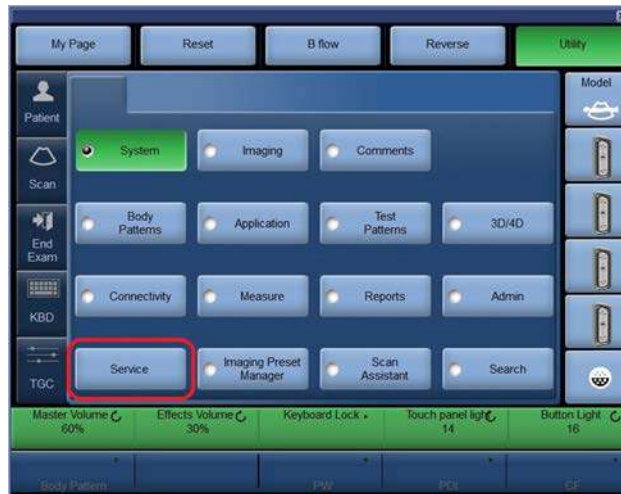 My Page
Reset
B flow
Reverse
Utility
Patient
Model
System
Imaging
Comments
Scan
Body
Patterns
Application
Test
Patterns
3D/4D
End
Exam
Connectivity
Measure
Reports
Admin
KBD
Service
Imaging Preset
Manager
Scan
Assistant
Search
TGC
Master Volume
60%
Effects Volume
30%
Keyboard Lock
Touch panel light
14
Button Light
16
Body Pattern
PW
PDI
CF